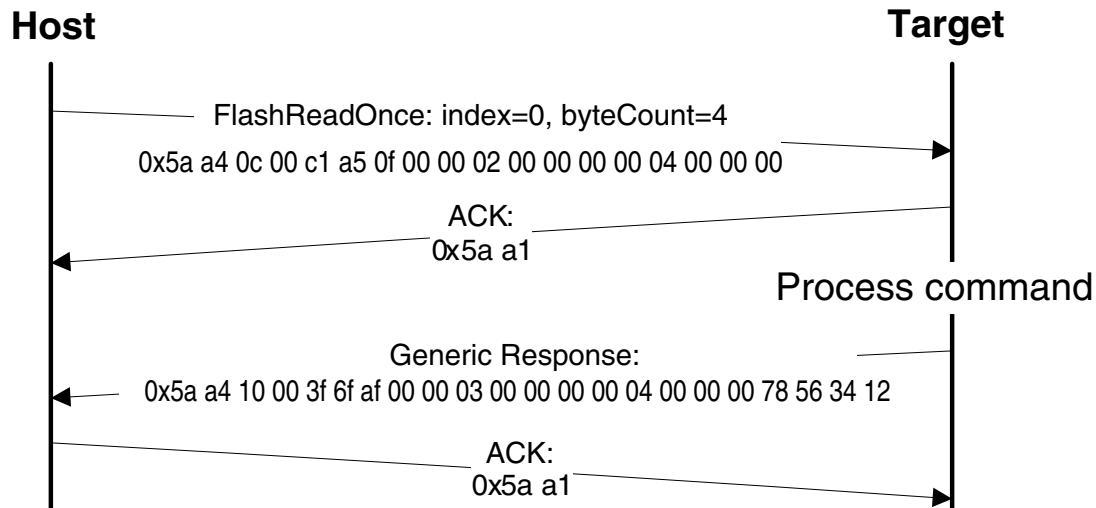 Host
Target
FlashReadOnce: index=0, byteCount=4
0x5a a4 0c 00 c1 a5 0f 00 00 02 00 00 00 00 04 00 00 00
ACK:
0x5a a1
Process command
Generic Response:
0x5a a4 10 00 3f 6f af 00 00 03 00 00 00 00 04 00 00 00 78 56 34 12
ACK:
0x5a a1